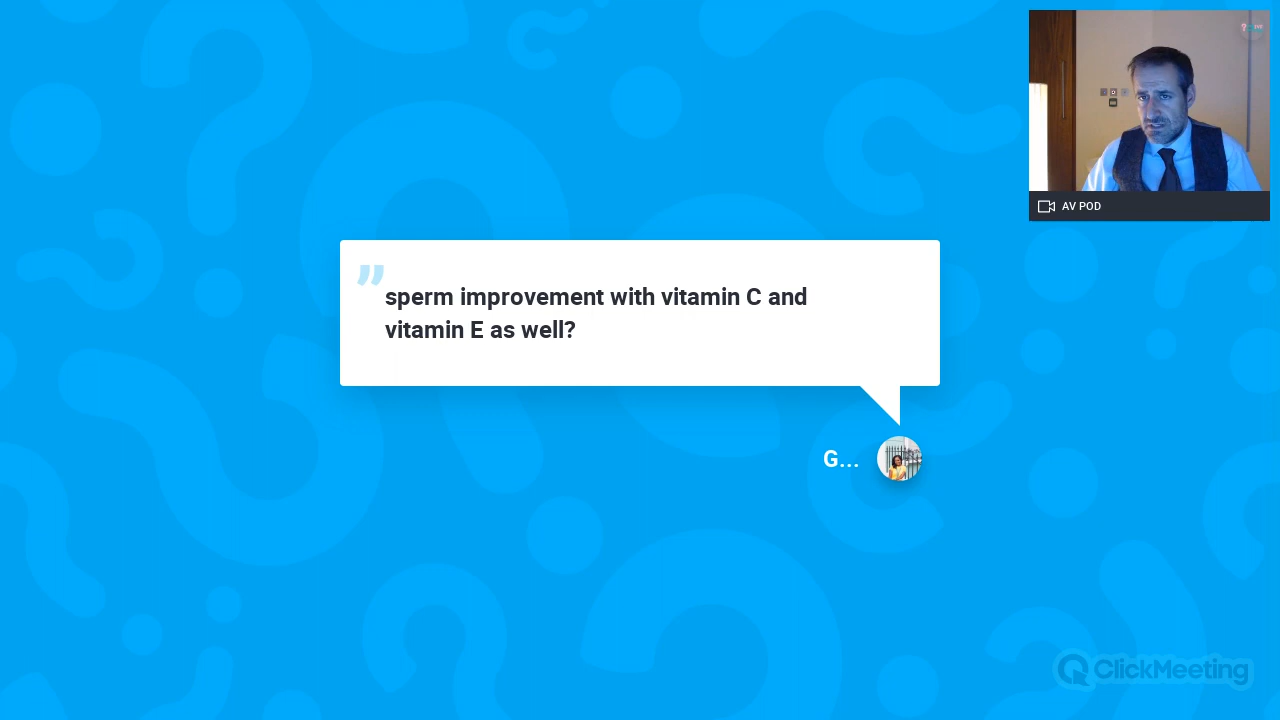 sperm improvement with vitamin C and
vitamin E as well?
G...
AV POD
ClickMeeting